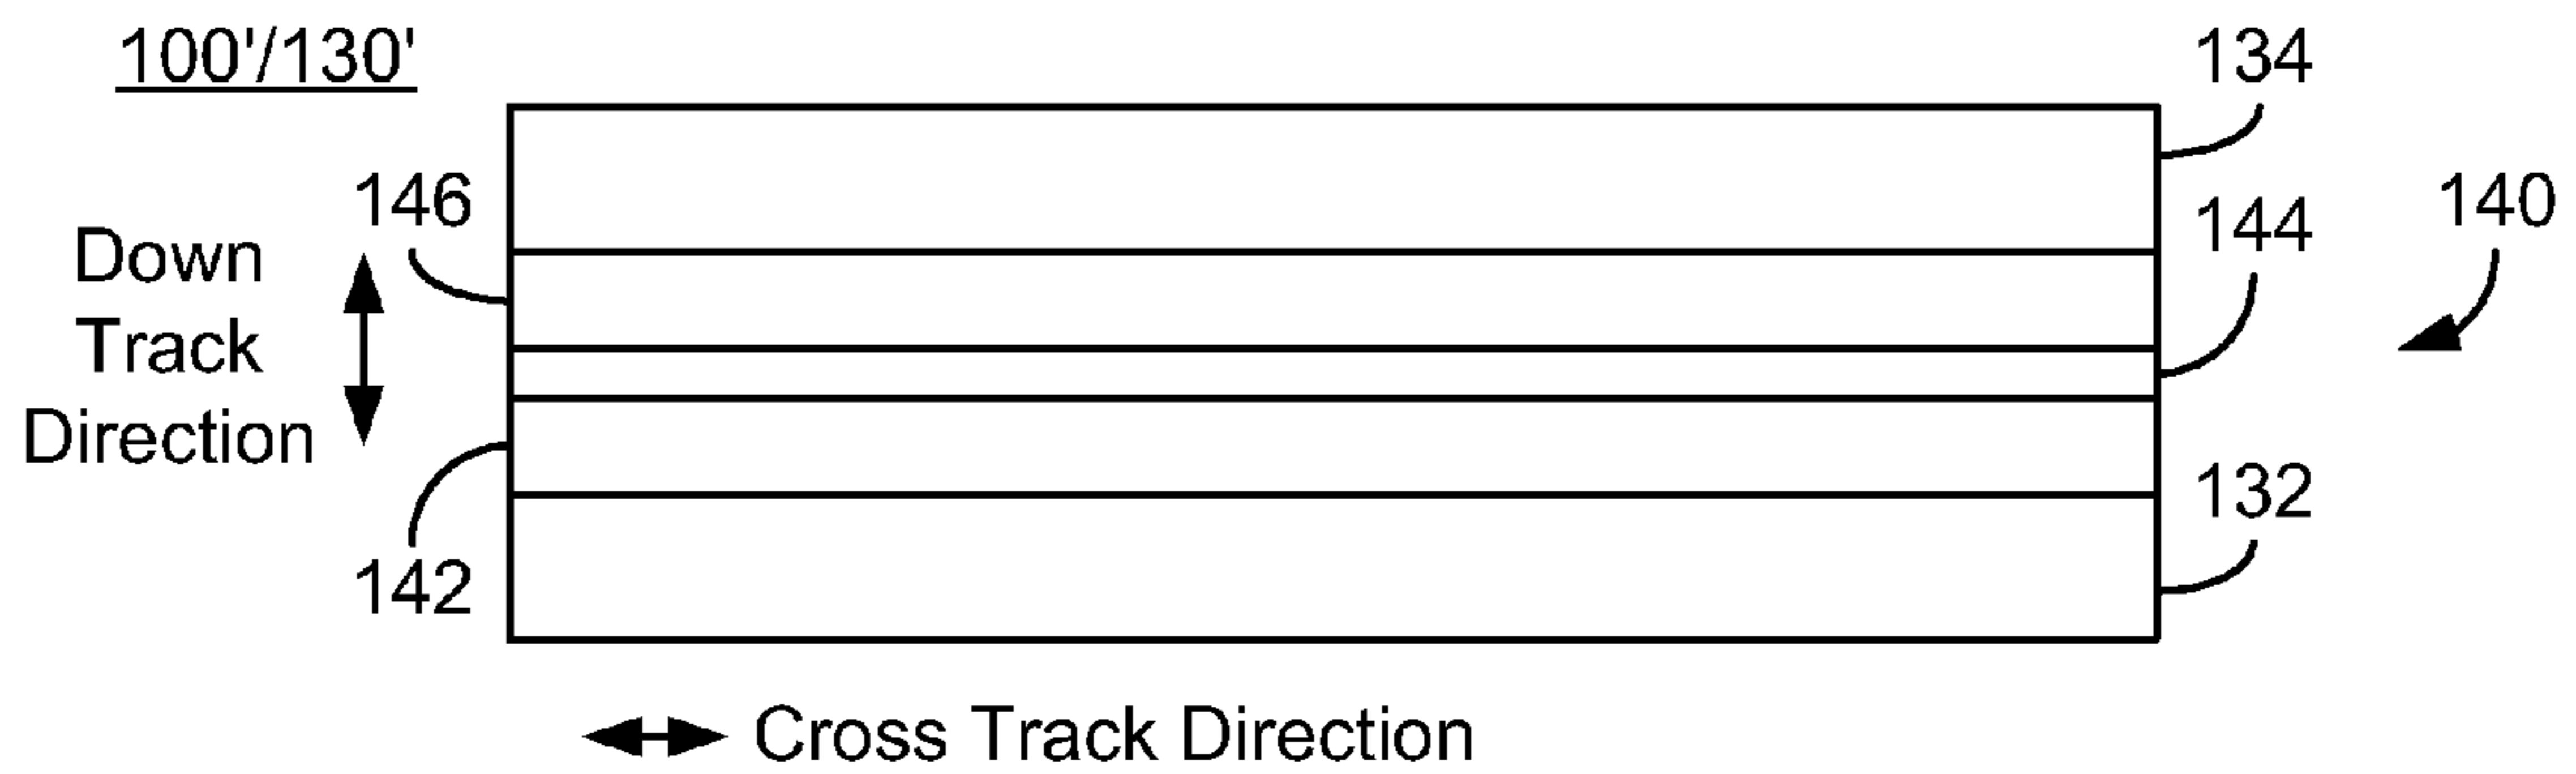 100'/130'
134
146
144
140
Down
Track
Direction
142
132
Cross Track Direction